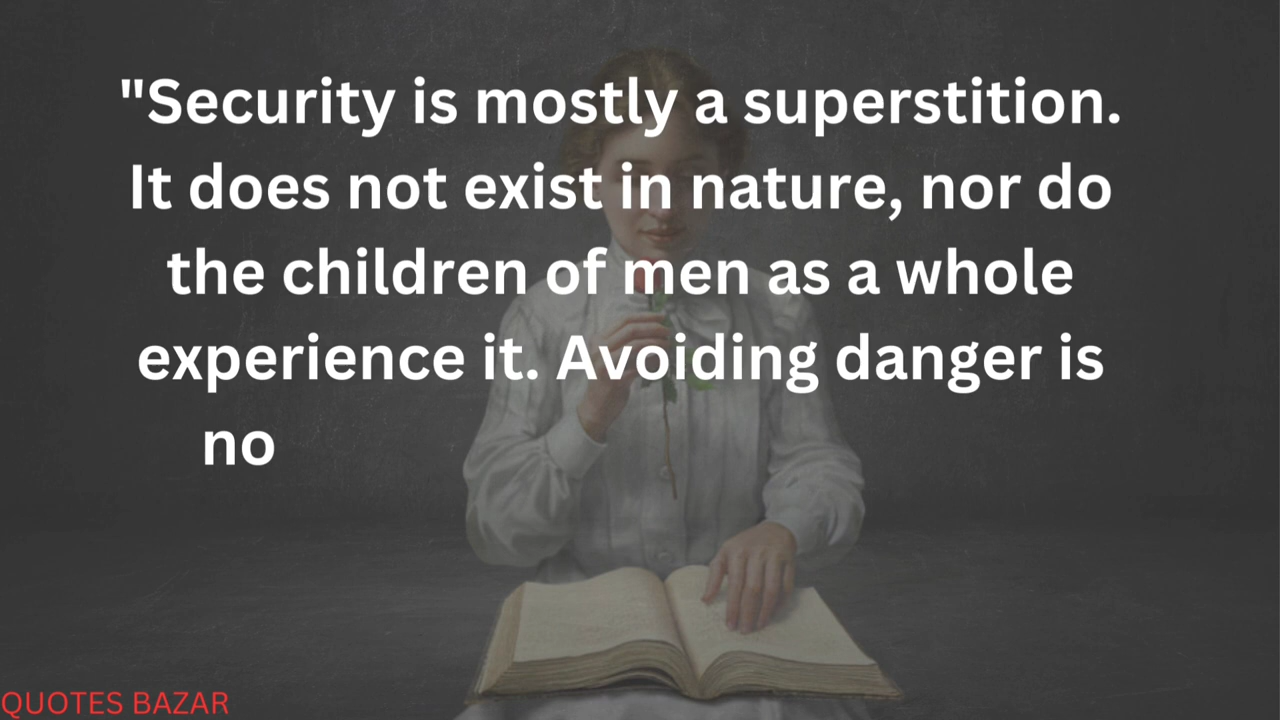 "Security is mostly a superstition.
It does not exist in nature, nor do
the children of men as a whole
experience it. Avoiding danger is
no
QUOTES BAZAR